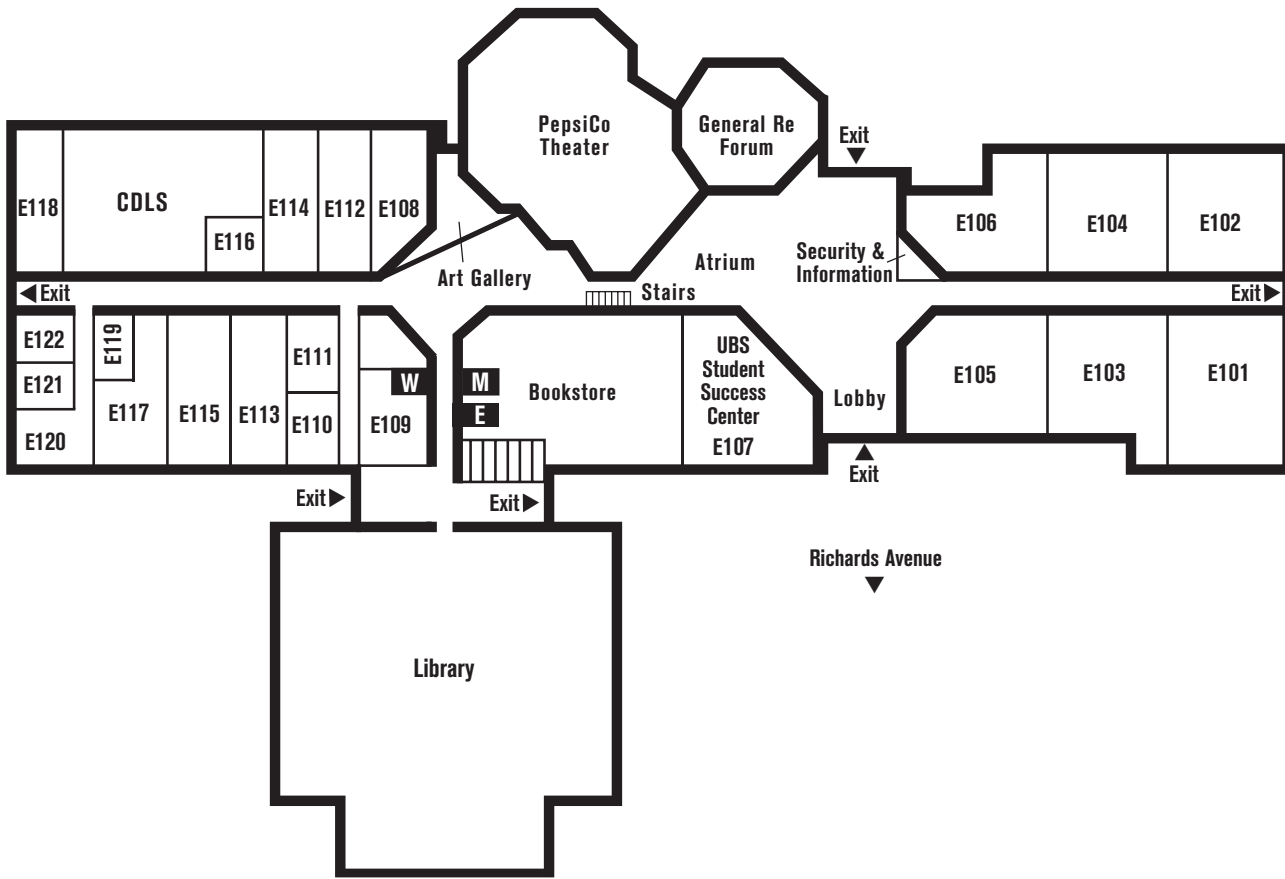 PepsiCo
Theater
General Re
Forum
Exit
E118
CDLS
E116
E114
E112
E108
Art Gallery
Atrium
Security &
Information
E106
E104
E102
Exit
Stairs
Exit
E122
E121
E120
E119
E117
E115
E113
E111
E110
E109
W
M
E
Bookstore
UBS
Student
Success
Center
E107
Lobby
E105
E103
E101
Exit
Exit
Exit
Richards Avenue
Library